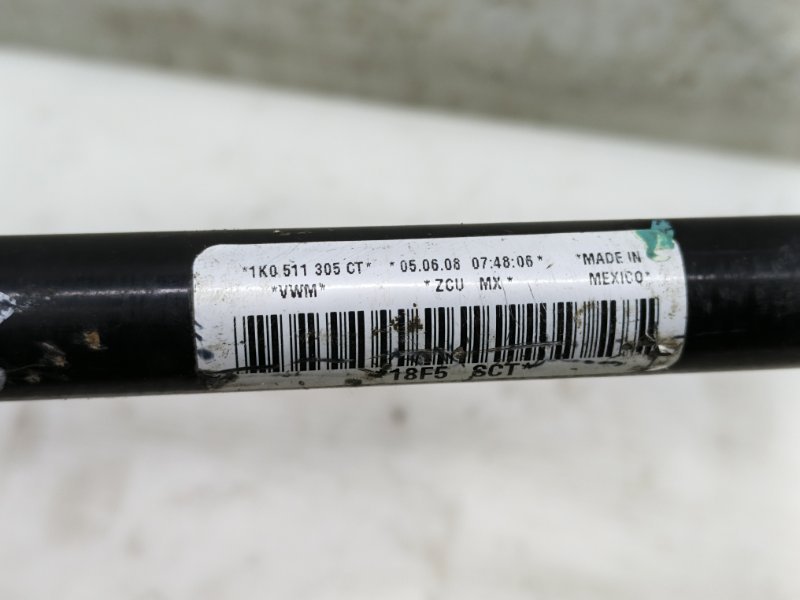 *1K0 511 305 CT* *05.06.08 07:48:06* *MADE IN
*VWM* *ZCU MX* MEXICO*
*18F5 SCT*